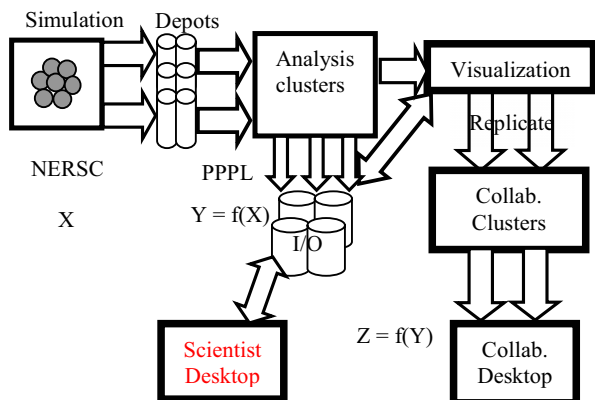 Simulation
Depots
Analysis
clusters
Visualization
Replicate
NERSC
PPPL
X
Y = f(X)
I/O
Collab.
Clusters
Scientist
Desktop
Z = f(Y)
Collab.
Desktop